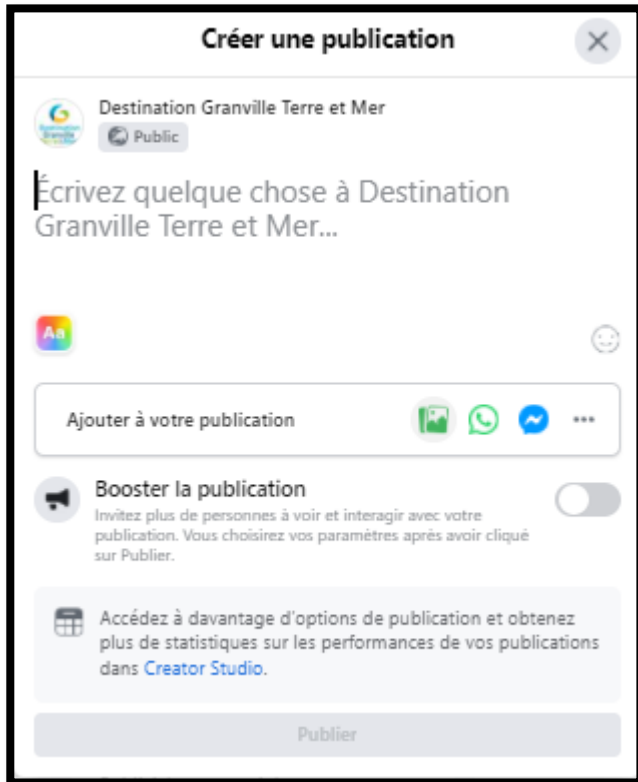 Créer une publication
Destination Granville Terre et Mer
Public
Écrivez quelque chose à Destination
Granville Terre et Mer...
Aa
Ajouter à votre publication
Booster la publication
Invitez plus de personnes à voir et interagir avec votre
publication. Vous choisirez vos paramètres après avoir cliqué
sur Publier.
Accédez à davantage d'options de publication et obtenez
plus de statistiques sur les performances de vos publications
dans Creator Studio.
Publier